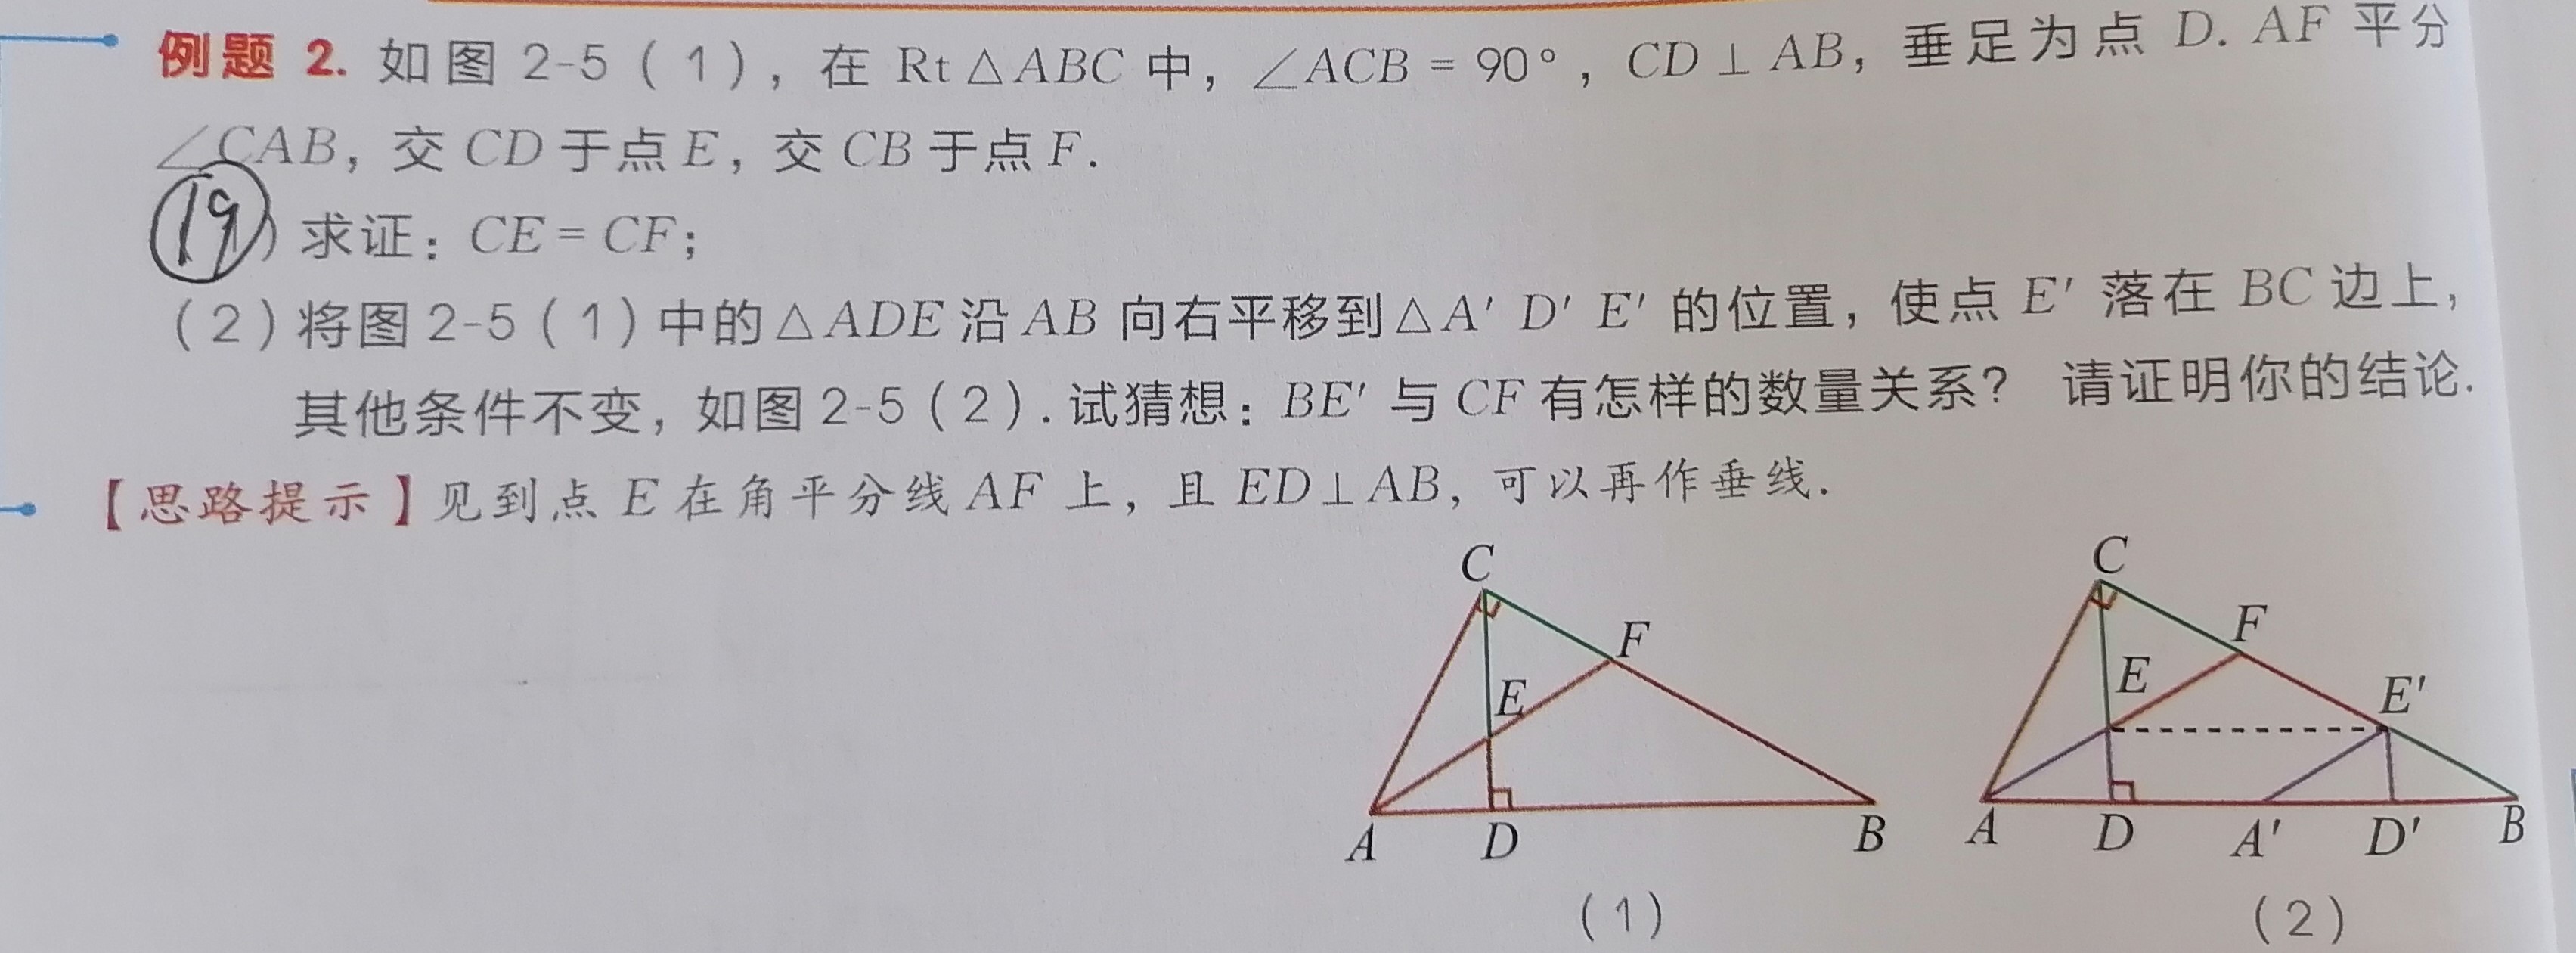 例题 2. 如图 2-5 (1), 在 Rt △ABC 中, ∠ACB = 90°, CD⊥AB, 垂足为点 D. AF 平分
∠CAB, 交 CD 于点 E, 交 CB 于点 F.
19 ) 求证: CE = CF;
(2) 将图 2-5 (1) 中的 △ADE 沿 AB 向右平移到 △A′ D′ E′ 的位置, 使点 E′ 落在 BC 边上,
其他条件不变, 如图 2-5 (2). 试猜想: BE′ 与 CF 有怎样的数量关系? 请证明你的结论.
【思路提示】见到点 E 在角平分线 AF 上, 且 ED⊥AB, 可以再作垂线.
C
F
E
A D B
(1)
C
F
E E′
A D A′ D′ B
(2)